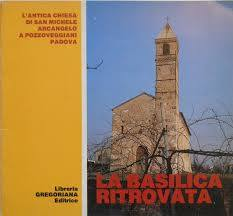 L'ANTICA CHIESA
DI SAN MICHELE
ARCANGELO
A POZZOVEGGIANI
PADOVA
LA BASILICA
RITROVATA
Libreria
GREGORIANA
Editrice